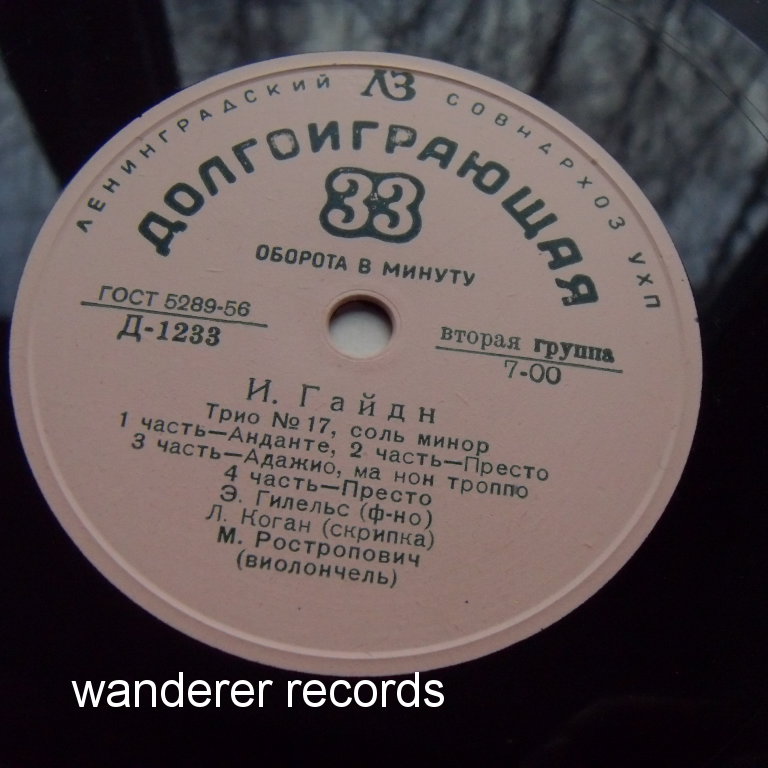 ЛЕНИНГРАДСКИЙ ЛЗ СОВНАРХОЗ УХП
ДОЛГОИГРАЮЩАЯ
33
ОБОРОТА В МИНУТУ
ГОСТ 5289-56
Д-1233
вторая группа
7-00
И. Гайдн
Трио № 17, соль минор
1 часть—Анданте, 2 часть—Престо
3 часть—Адажио, ма нон троппо
4 часть—Престо
Э. Гилельс (ф-но)
Л. Коган (скрипка)
М. Ростропович
(виолончель)
wanderer records